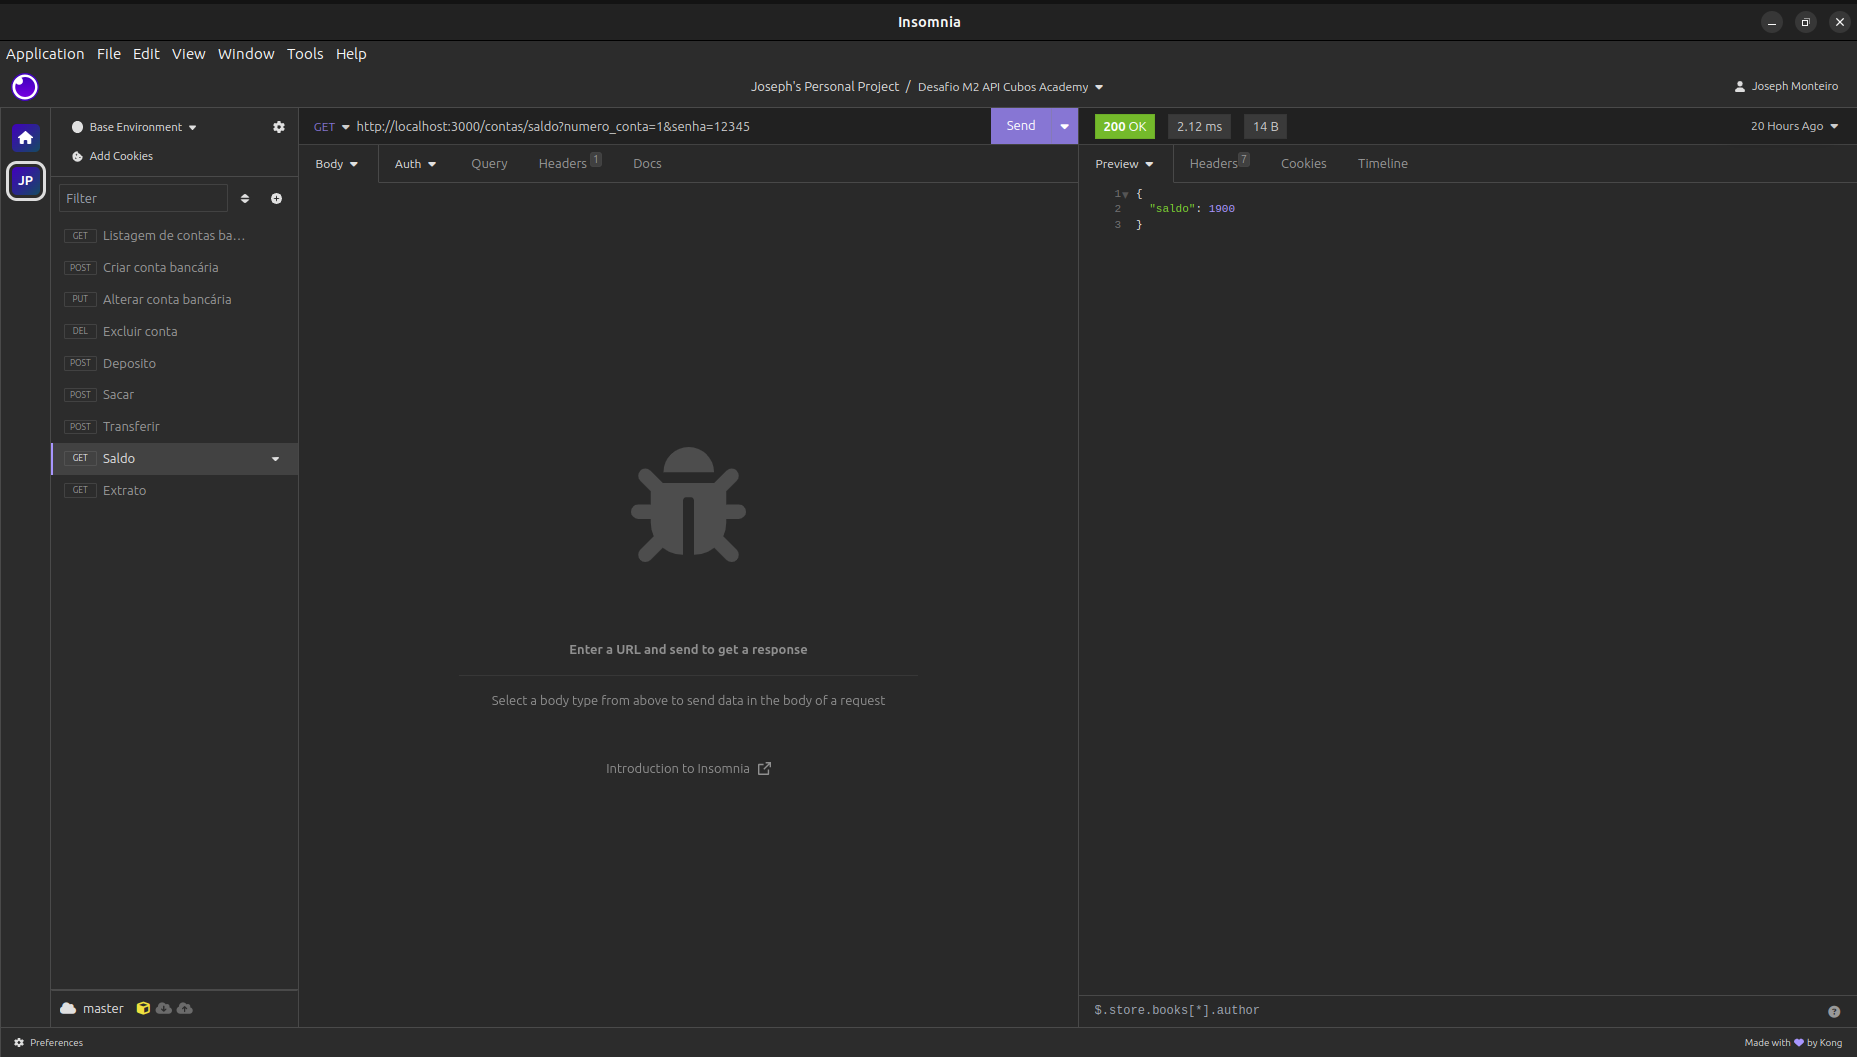 Insomnia
Application File Edit View Window Tools Help
Joseph's Personal Project / Desafio M2 API Cubos Academy
Joseph Monteiro
JP
Base Environment
Add Cookies
Filter
GET Listagem de contas ba...
POST Criar conta bancária
PUT Alterar conta bancária
DEL Excluir conta
POST Deposito
POST Sacar
POST Transferir
GET Saldo
GET Extrato
master
GET http://localhost:3000/contas/saldo?numero_conta=1&senha=12345
Send
Body Auth Query Headers 1 Docs
Enter a URL and send to get a response
Select a body type from above to send data in the body of a request
Introduction to Insomnia
200 OK 2.12 ms 14 B 20 Hours Ago
Preview Headers 7 Cookies Timeline
1 {
2 "saldo": 1900
3 }
$.store.books[*].author
?
Preferences
Made with by Kong